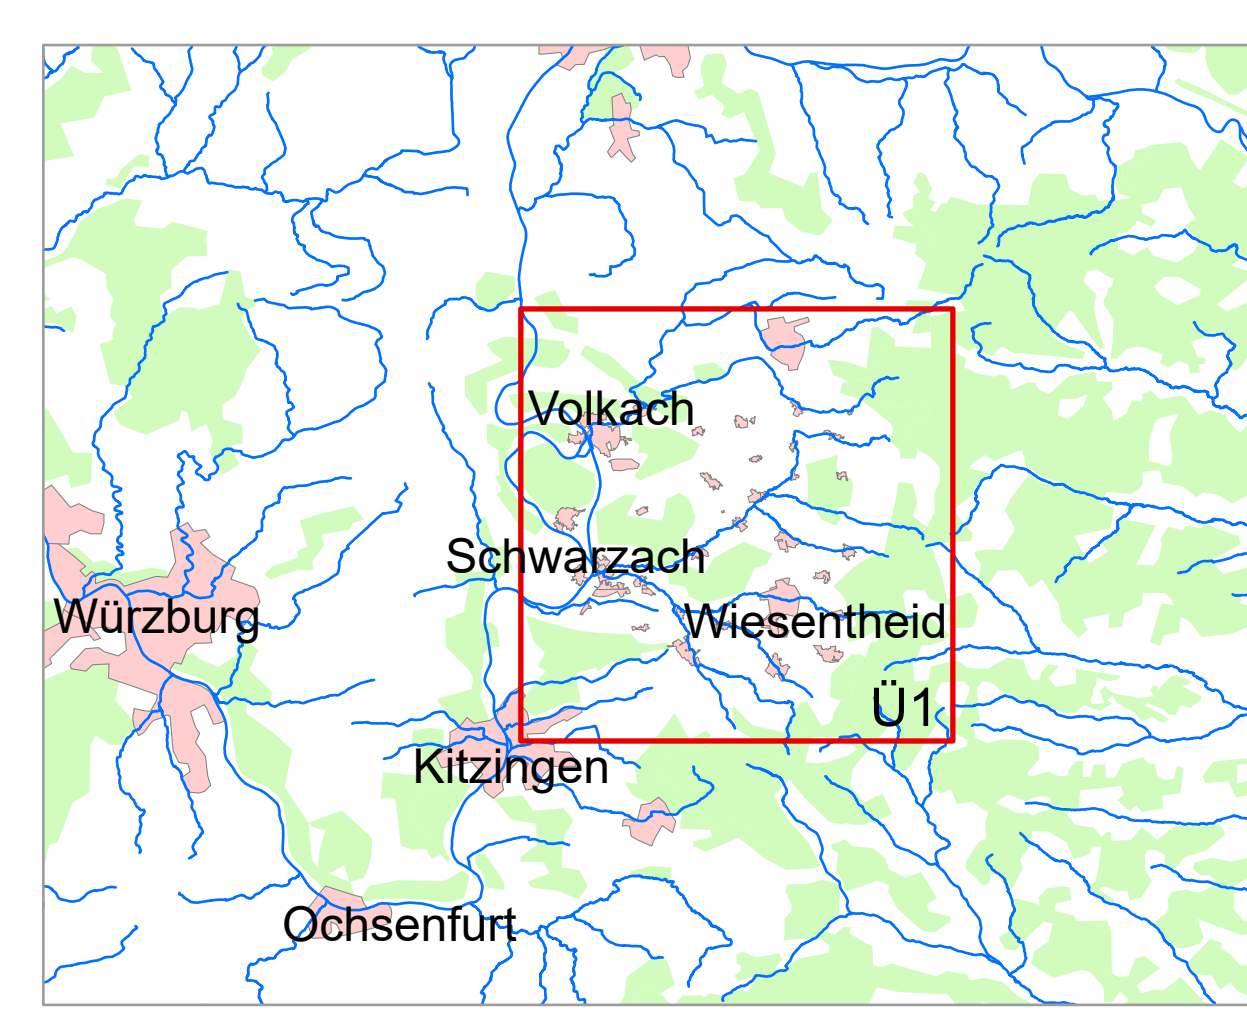 Volkach
Schwarzach
Würzburg
Wiesentheid
Ü1
Kitzingen
Ochsenfurt